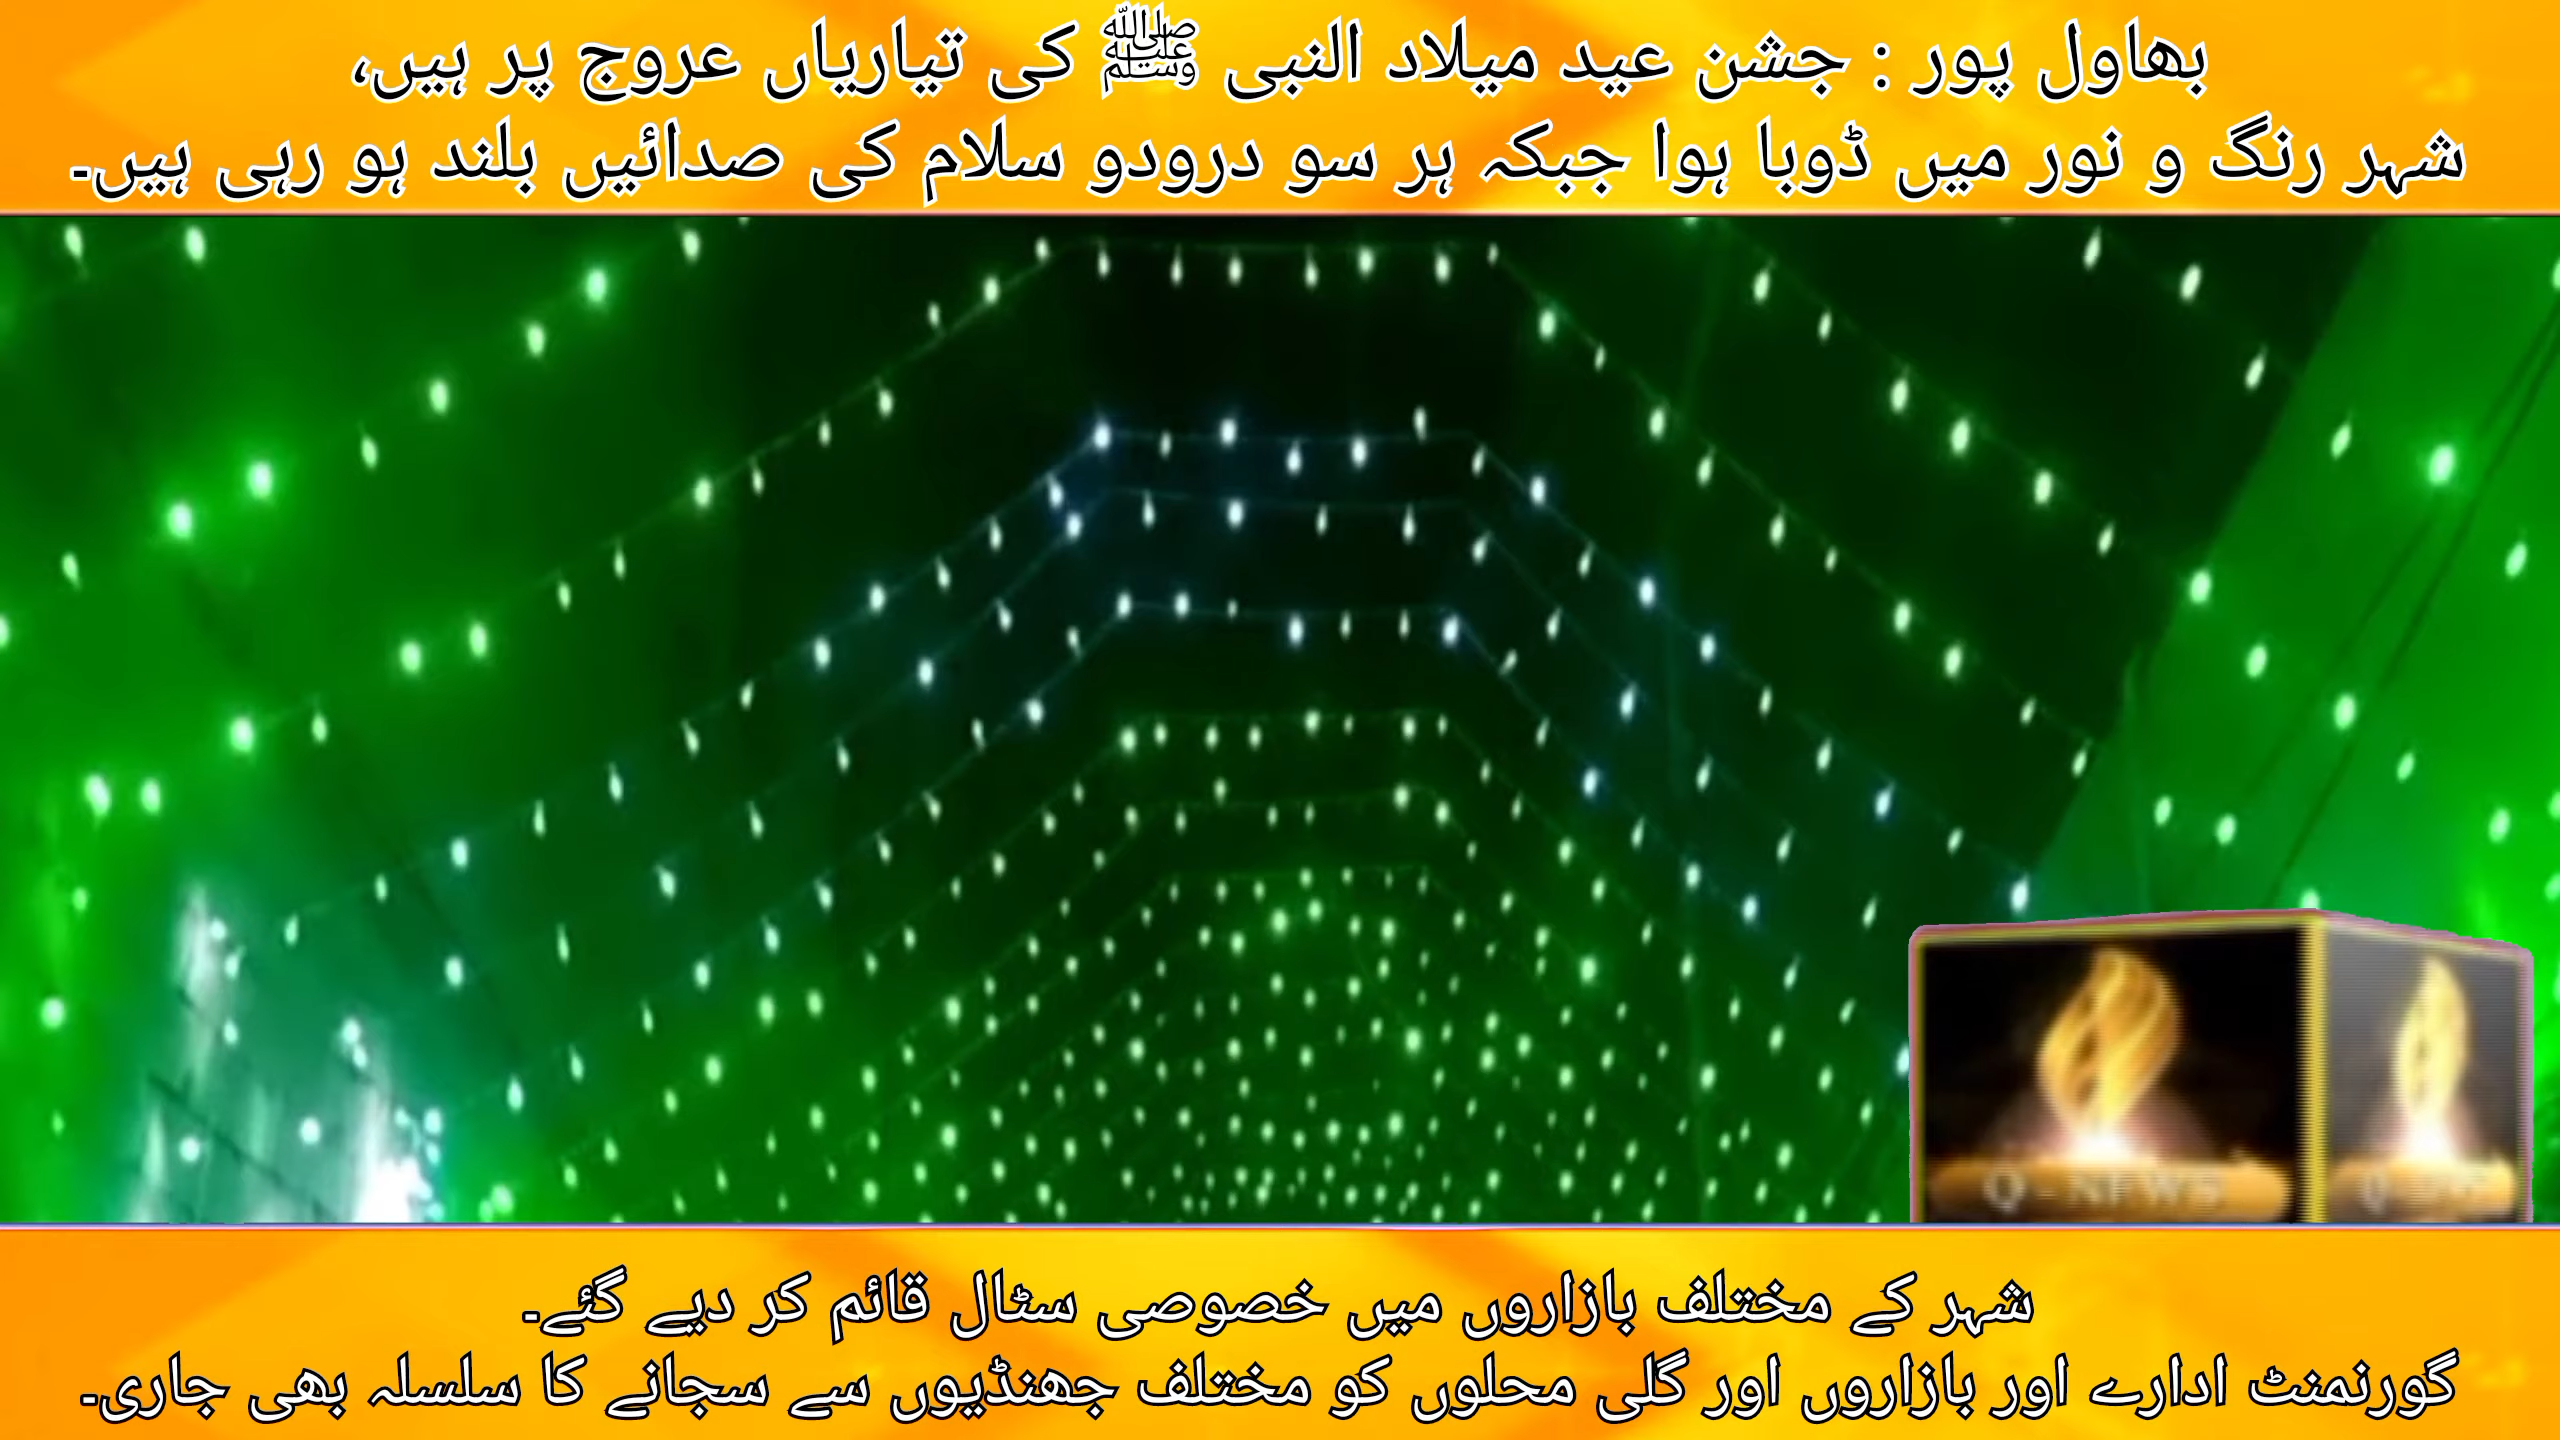 بھاول پور : جشن عید میلاد النبی ﷺ کی تیاریاں عروج پر ہیں،
شہر رنگ و نور میں ڈوبا ہوا جبکہ ہر سو درودو سلام کی صدائیں بلند ہو رہی ہیں۔
Q - NEWS
شہر کے مختلف بازاروں میں خصوصی سٹال قائم کر دیے گئے۔
گورنمنٹ ادارے اور بازاروں اور گلی محلوں کو مختلف جھنڈیوں سے سجانے کا سلسلہ بھی جاری۔